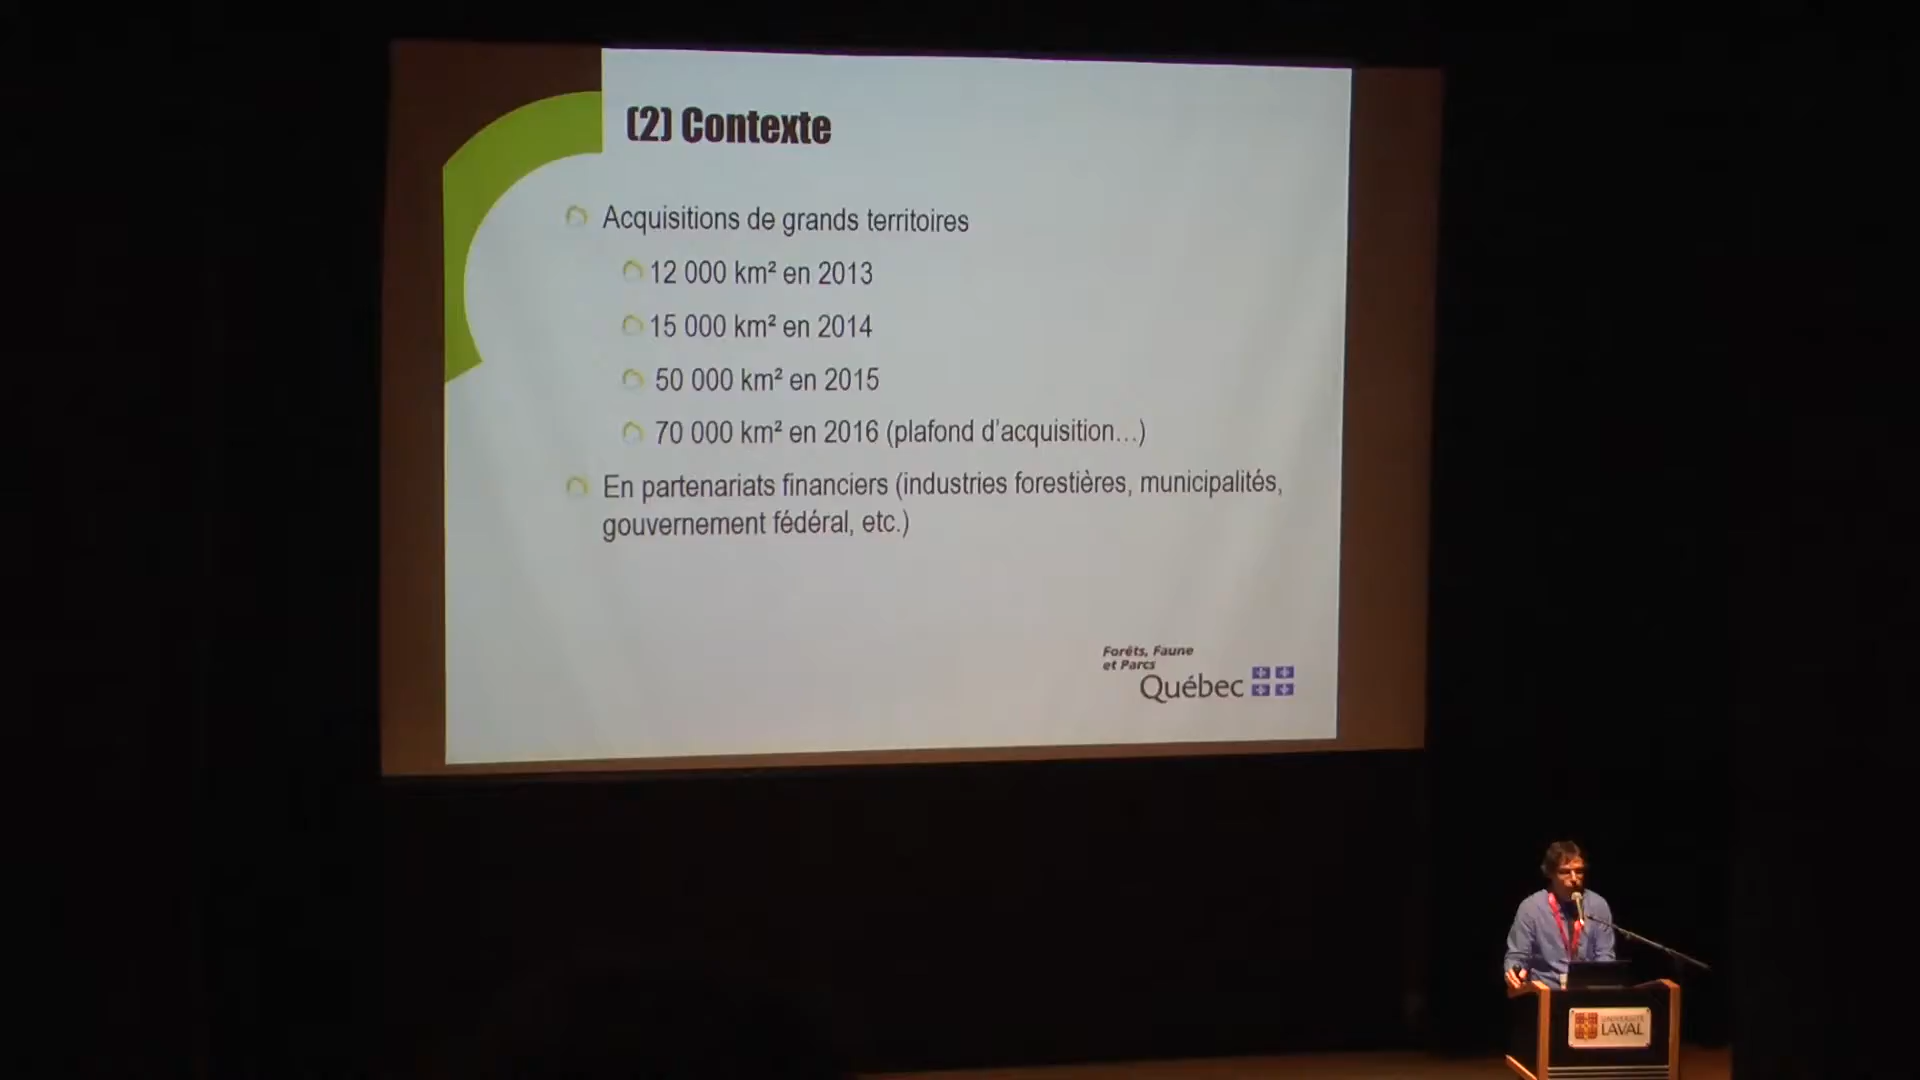 (2) Contexte
Acquisitions de grands territoires
12 000 km² en 2013
15 000 km² en 2014
50 000 km² en 2015
70 000 km² en 2016 (plafond d'acquisition...)
En partenariats financiers (industries forestières, municipalités,
gouvernement fédéral, etc.)
Forêts, Faune
et Parcs
Québec
UNIVERSITÉ
LAVAL